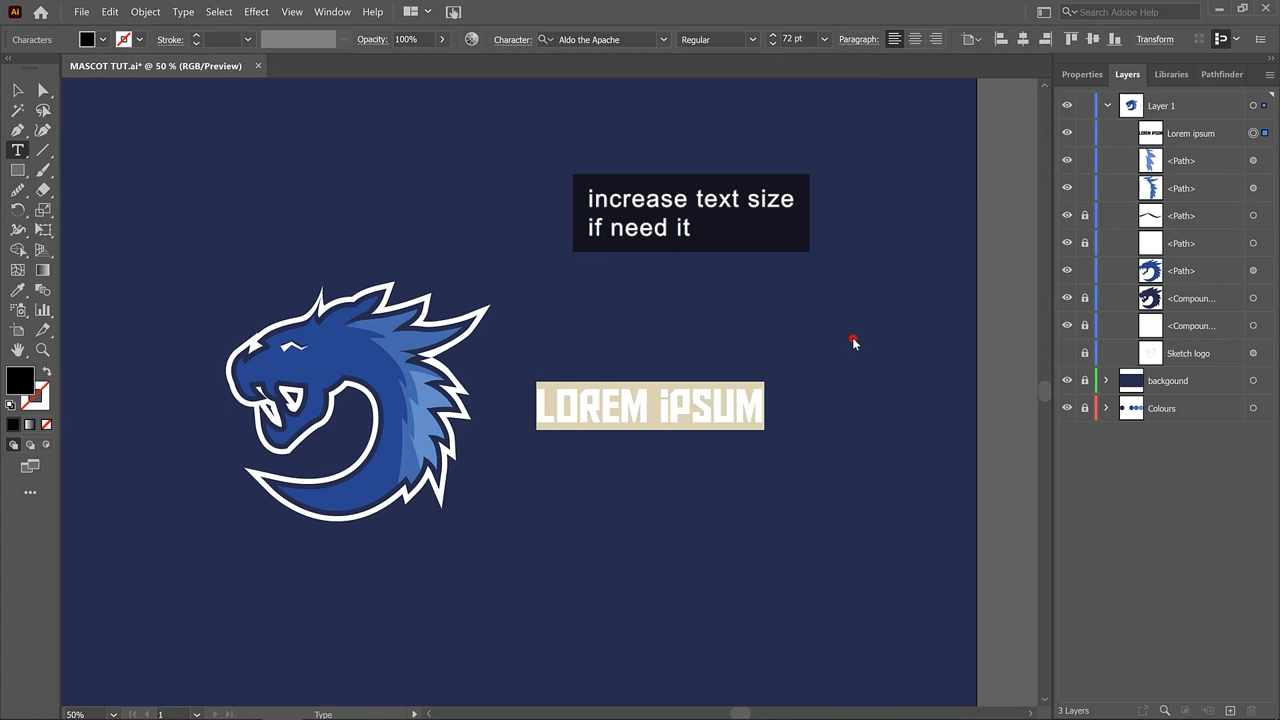 Ai
File
Edit
Object
Type
Select
Effect
View
Window
Help
Search Adobe Help
Characters
Stroke:
Opacity:
100%
Character:
Aldo the Apache
Regular
72 pt
Paragraph:
Transform
MASCOT TUT.ai* @ 50 % (RGB/Preview)
Properties
Layers
Libraries
Pathfinder
Layer 1
Lorem ipsum
<Path>
<Path>
<Path>
<Path>
<Path>
<Compoun...
<Compoun...
Sketch logo
backgound
Colours
increase text size
if need it
LOREM iPSUM
50%
1
Type
3 Layers